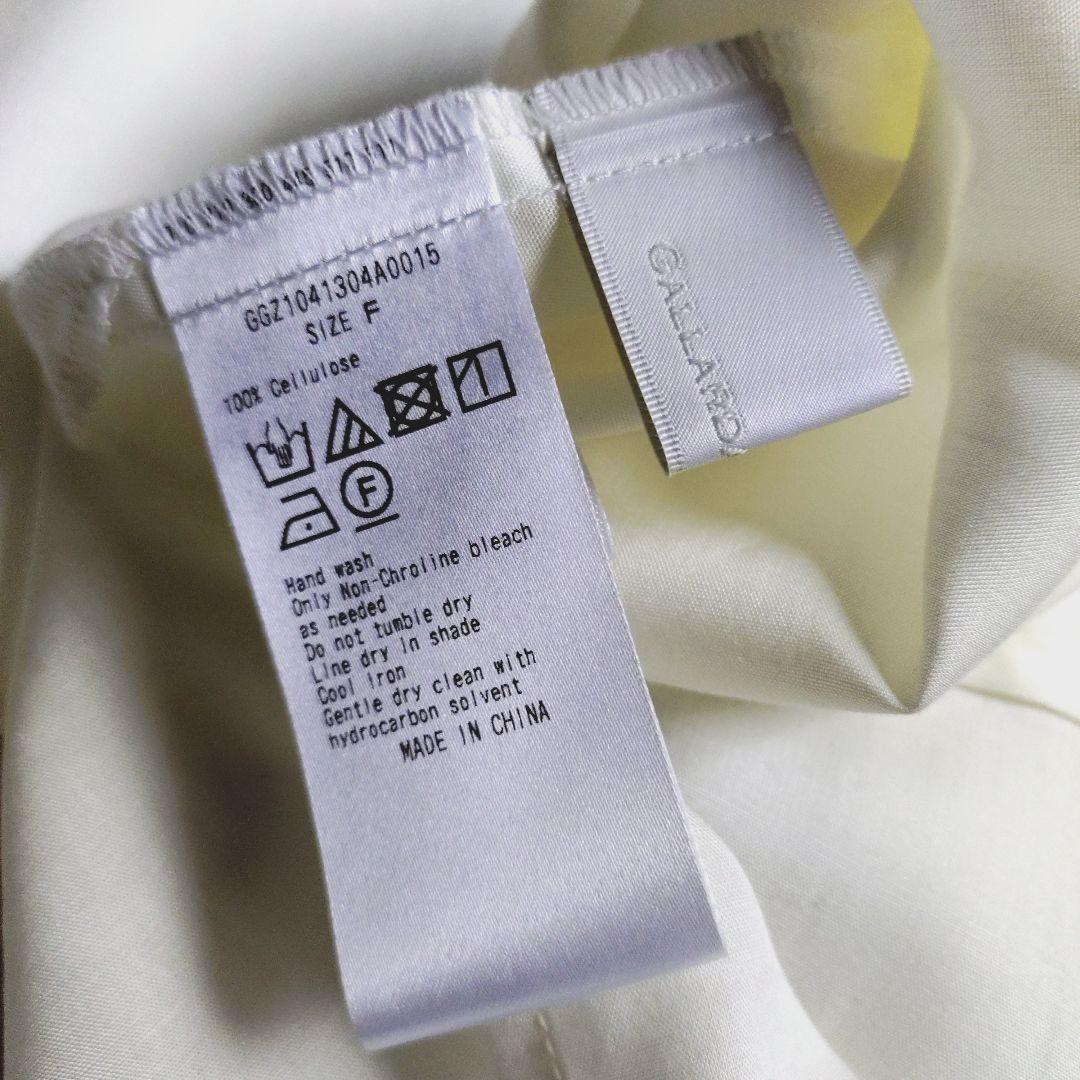 GGZ1041304A0015
SIZE F
100% Cellulose
F
Hand wash
Only Non-Chroline bleach
as needed
Do not tumble dry
Line dry in shade
Cool iron
Gentle dry clean with
hydrocarbon solvent
MADE IN CHINA
GALLARDA